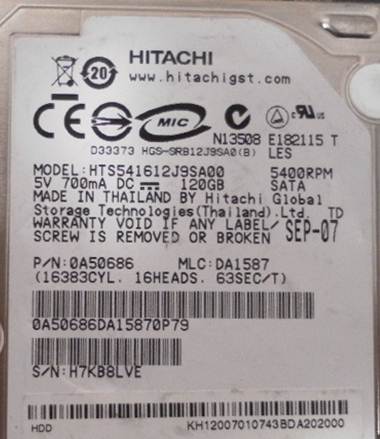 20
HITACHI
www.hitachigst.com
CE MIC
N13508 E182115 T
D33373 HGS-SRB12J9SA0(B) LES
MODEL:HTS541612J9SA00 5400RPM
5V 700mA DC 120GB SATA
MADE IN THAILAND BY Hitachi Global
Storage Technologies(Thailand).Ltd. TD
WARRANTY VOID IF ANY LABEL/ SEP-07
SCREW IS REMOVED OR BROKEN
P/N:0A50686 MLC:DA1587
(16383CYL. 16HEADS. 63SEC/T)
0A50686DA15870P79
S/N:H7KB8LVE
HDD KH12007010743BDA202000